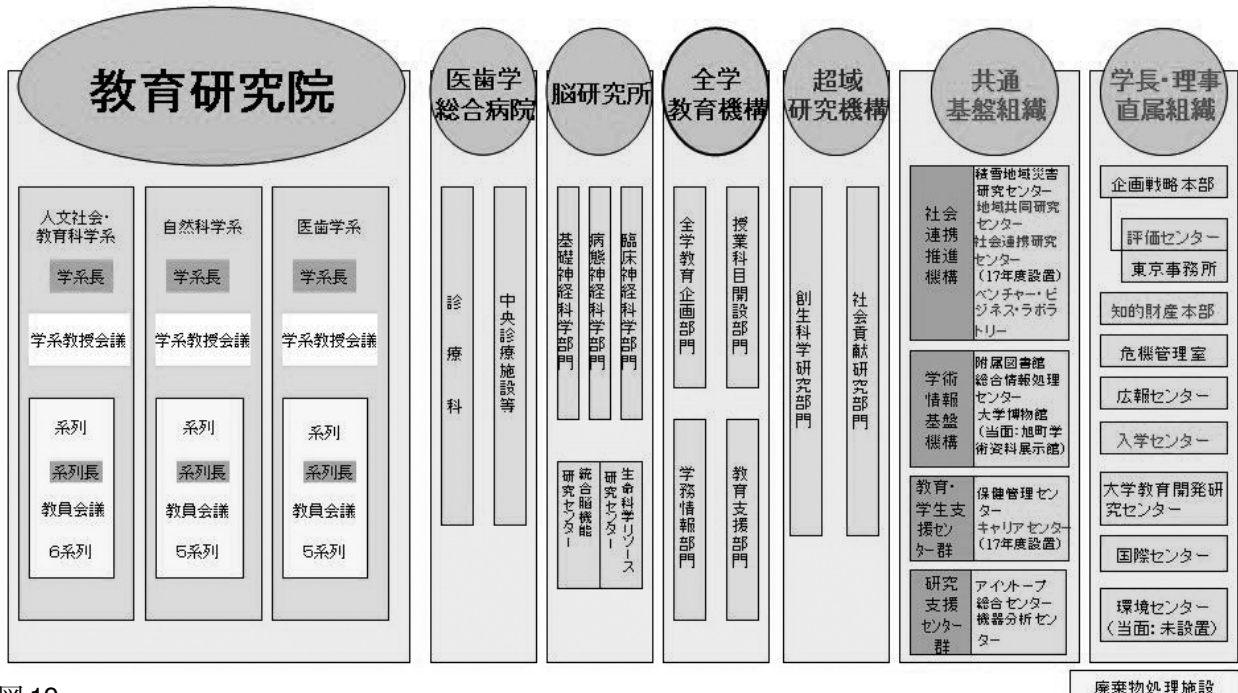 教育研究院
人文社会・
教育科学系
学系長
学系教授会議
系列
系列長
教員会議
6系列
自然科学系
学系長
学系教授会議
系列
系列長
教員会議
5系列
医歯学系
学系長
学系教授会議
系列
系列長
教員会議
5系列
医歯学
総合病院
診療科
中央診療施設等
脳研究所
基礎神経科学部門
病態神経科学部門
臨床神経科学部門
統合脳機能
研究センター
生命科学リソース
研究センター
全学
教育機構
全学教育企画部門
授業科目開設部門
学務情報部門
教育支援部門
超域
研究機構
創生科学研究部門
社会貢献研究部門
共通
基盤組織
社会
連携
推進
機構
積雪地域災害
研究センター
地域共同研究
センター
社会連携研究
センター
(17年度設置)
ベンチャー・ビ
ジネス・ラボラ
トリー
学術
情報
基盤
機構
附属図書館
総合情報処理
センター
大学博物館
(当面:旭町学
術資料展示館)
教育・
学生支
援セン
ター群
保健管理セン
ター
キャリアセンター
(17年度設置)
研究
支援
センター
群
アイソトープ
総合センター
機器分析セン
ター
学長・理事
直属組織
企画戦略本部
評価センター
東京事務所
知的財産本部
危機管理室
広報センター
入学センター
大学教育開発研
究センター
国際センター
環境センター
(当面:未設置)
廃棄物処理施設